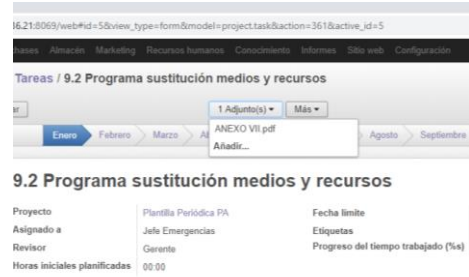 36.21:8069/web#id=5&view_type=form&model=project.task&action=361&active_id=5
chases Almacén Marketing Recursos humanos Conocimiento Informes Sitio web Configuración
Tareas / 9.2 Programa sustitución medios y recursos
ar 1 Adjunto(s) Más
ANEXO VII.pdf
Añadir...
Enero Febrero Marzo Agosto Septiembre
9.2 Programa sustitución medios y recursos
Proyecto Plantilla Periódica PA Fecha límite
Asignado a Jefe Emergencias Etiquetas
Revisor Gerente Progreso del tiempo trabajado (%s)
Horas iniciales planificadas 00:00